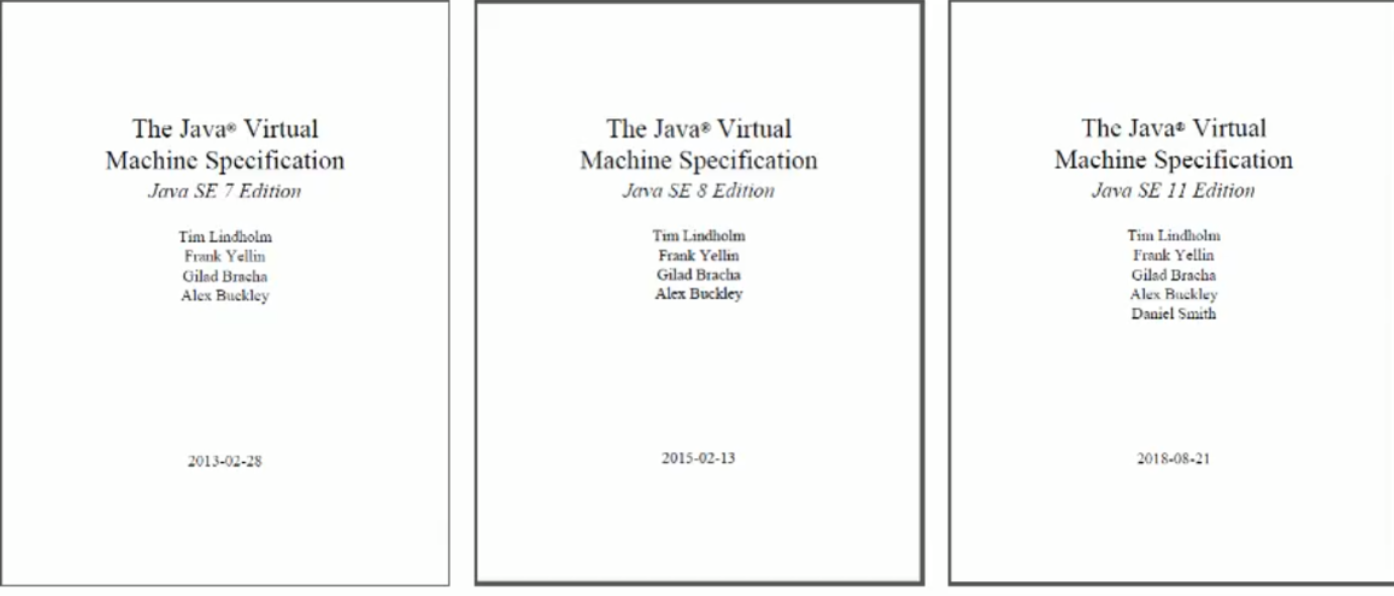 The Java® Virtual
Machine Specification
Java SE 7 Edition
Tim Lindholm
Frank Yellin
Gilad Bracha
Alex Buckley
2013-02-28
The Java® Virtual
Machine Specification
Java SE 8 Edition
Tim Lindholm
Frank Yellin
Gilad Bracha
Alex Buckley
2015-02-13
The Java® Virtual
Machine Specification
Java SE 11 Edition
Tim Lindholm
Frank Yellin
Gilad Bracha
Alex Buckley
Daniel Smith
2018-08-21